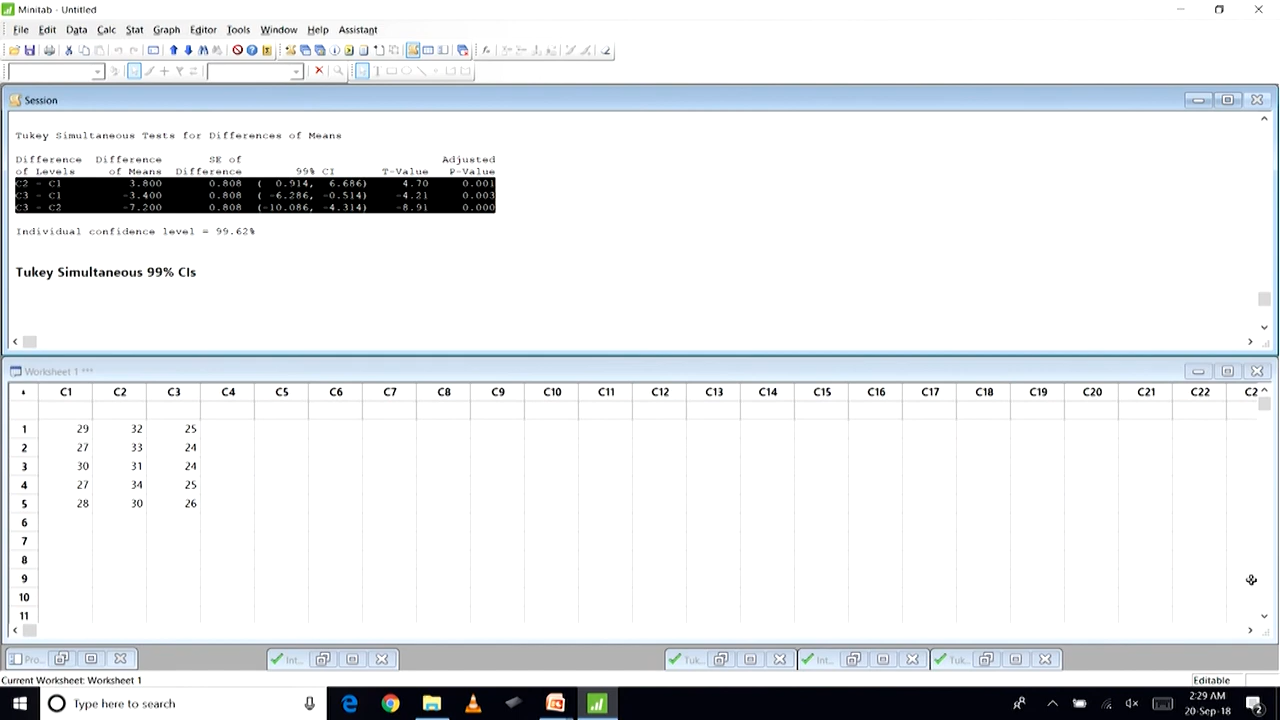 Minitab - Untitled
File Edit Data Calc Stat Graph Editor Tools Window Help Assistant
Session
Tukey Simultaneous Tests for Differences of Means
Difference Difference SE of Adjusted
of Levels of Means Difference 99% CI T-Value P-Value
C2 - C1 3.800 0.808 ( 0.914, 6.686) 4.70 0.001
C3 - C1 -3.400 0.808 ( -6.286, -0.514) -4.21 0.003
C3 - C2 -7.200 0.808 (-10.086, -4.314) -8.91 0.000
Individual confidence level = 99.62%
Tukey Simultaneous 99% CIs
Worksheet 1 ***
C1 C2 C3 C4 C5 C6 C7 C8 C9 C10 C11 C12 C13 C14 C15 C16 C17 C18 C19 C20 C21 C22 C2
1 29 32 25
2 27 33 24
3 30 31 24
4 27 34 25
5 28 30 26
6
7
8
9
10
11
Pro... Int... Tuk... Int... Tuk...
Current Worksheet: Worksheet 1 Editable
Type here to search
2:29 AM
20-Sep-18
2